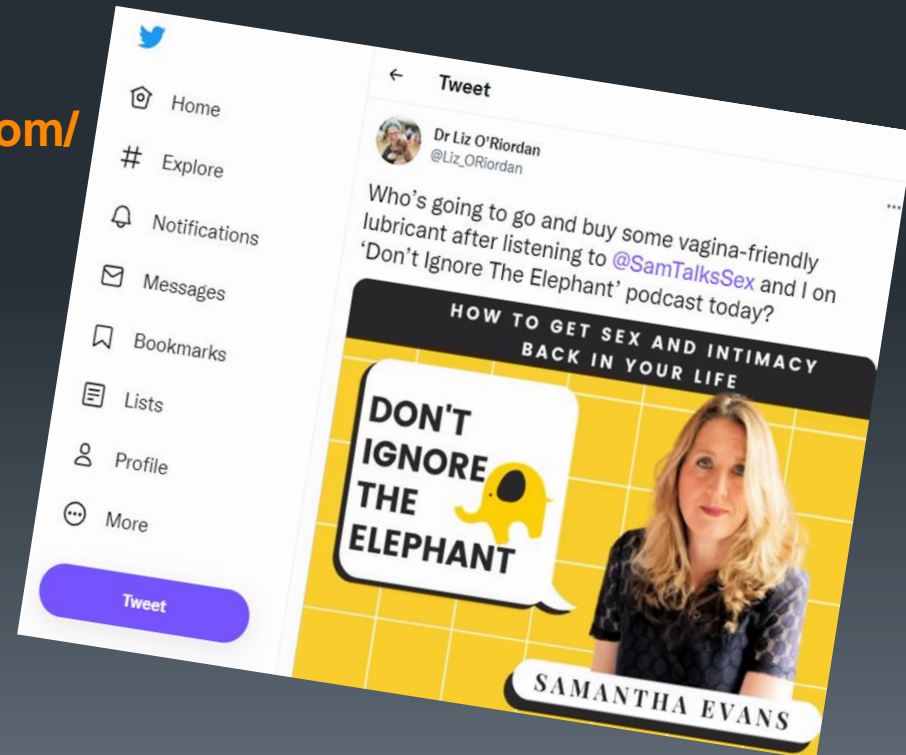 om/
Home
Explore
Notifications
Messages
Bookmarks
Lists
Profile
More
Tweet
Tweet
Dr Liz O'Riordan
@Liz_ORiordan
Who's going to go and buy some vagina-friendly
lubricant after listening to @SamTalksSex and I on
'Don't Ignore The Elephant' podcast today?
HOW TO GET SEX AND INTIMACY
BACK IN YOUR LIFE
DON'T
IGNORE
THE
ELEPHANT
SAMANTHA EVANS